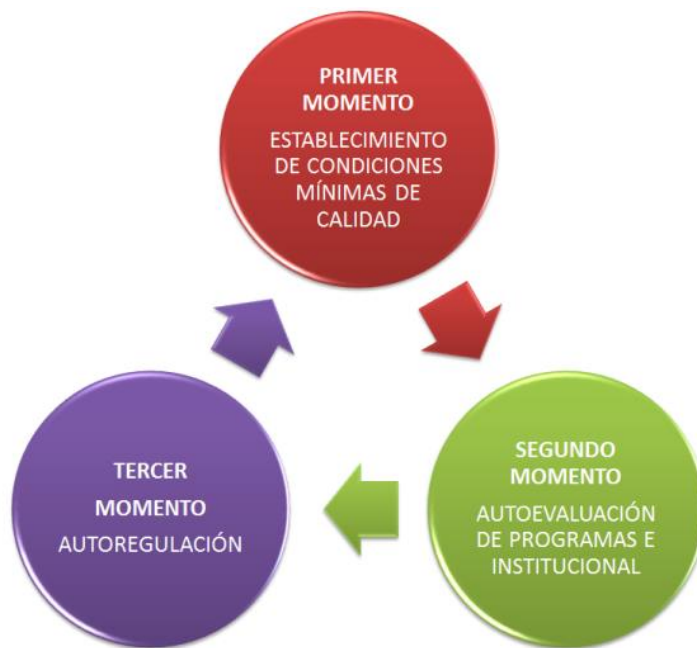 PRIMER
MOMENTO
ESTABLECIMIENTO
DE CONDICIONES
MÍNIMAS DE
CALIDAD
SEGUNDO
MOMENTO
AUTOEVALUACIÓN
DE PROGRAMAS E
INSTITUCIONAL
TERCER
MOMENTO
AUTOREGULACIÓN